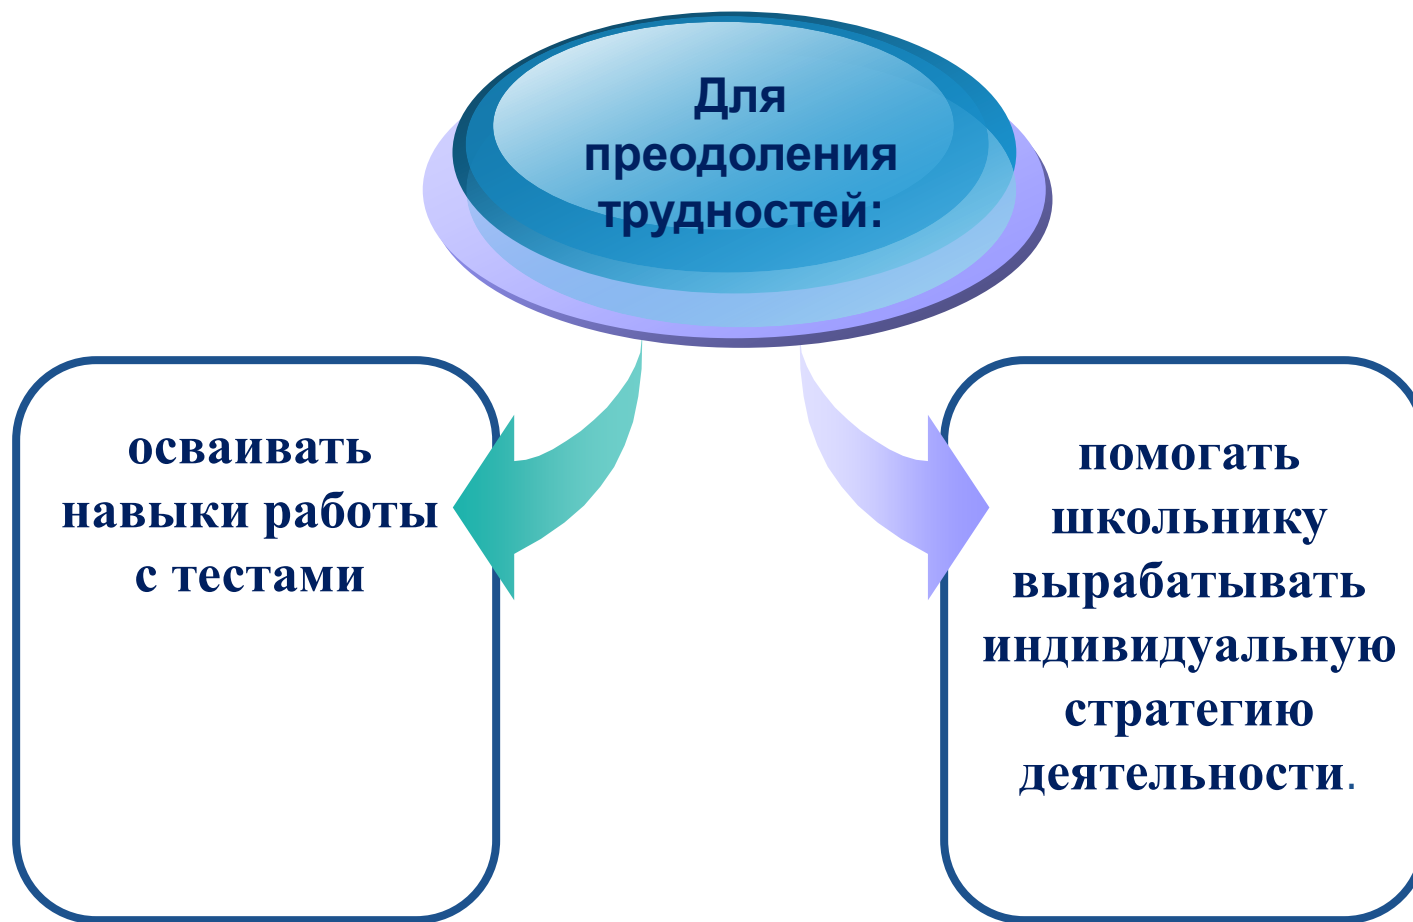 Для
преодоления
трудностей:
осваивать
навыки работы
с тестами
помогать
школьнику
вырабатывать
индивидуальную
стратегию
деятельности.